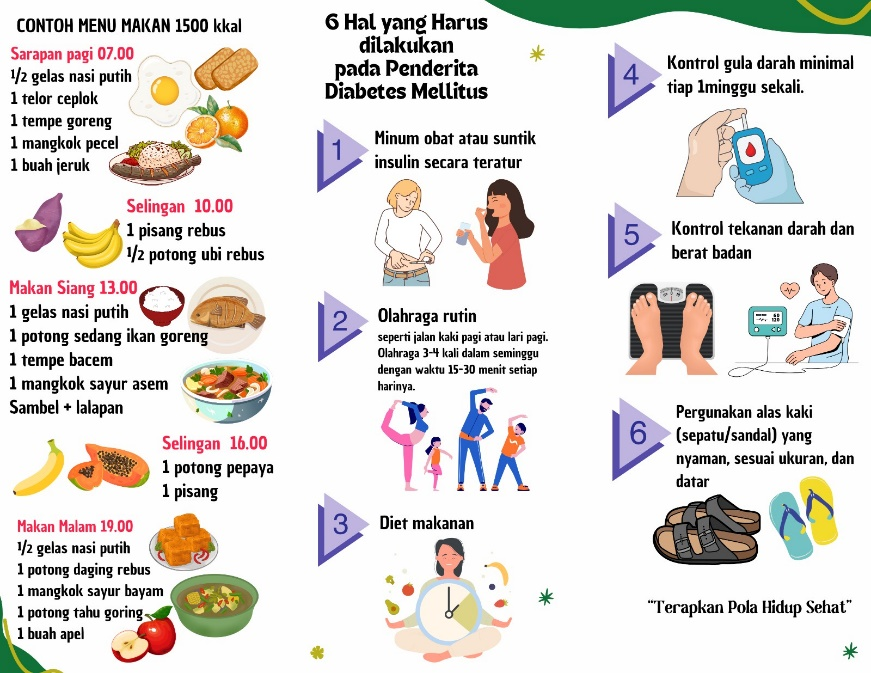 CONTOH MENU MAKAN 1500 kkal
Sarapan pagi 07.00
1/2 gelas nasi putih
1 telor ceplok
1 tempe goreng
1 mangkok pecel
1 buah jeruk
Selingan 10.00
1 pisang rebus
1/2 potong ubi rebus
Makan Siang 13.00
1 gelas nasi putih
1 potong sedang ikan goreng
1 tempe bacem
1 mangkok sayur asem
Sambel + lalapan
Selingan 16.00
1 potong pepaya
1 pisang
Makan Malam 19.00
1/2 gelas nasi putih
1 potong daging rebus
1 mangkok sayur bayam
1 potong tahu goring
1 buah apel
6 Hal yang Harus
dilakukan
pada Penderita
Diabetes Mellitus
1
Minum obat atau suntik
insulin secara teratur
2
Olahraga rutin
seperti jalan kaki pagi atau lari pagi.
Olahraga 3-4 kali dalam seminggu
dengan waktu 15-30 menit setiap
harinya.
3
Diet makanan
4
Kontrol gula darah minimal
tiap 1minggu sekali.
5
Kontrol tekanan darah dan
berat badan
6
Pergunakan alas kaki
(sepatu/sandal) yang
nyaman, sesuai ukuran, dan
datar
"Terapkan Pola Hidup Sehat"